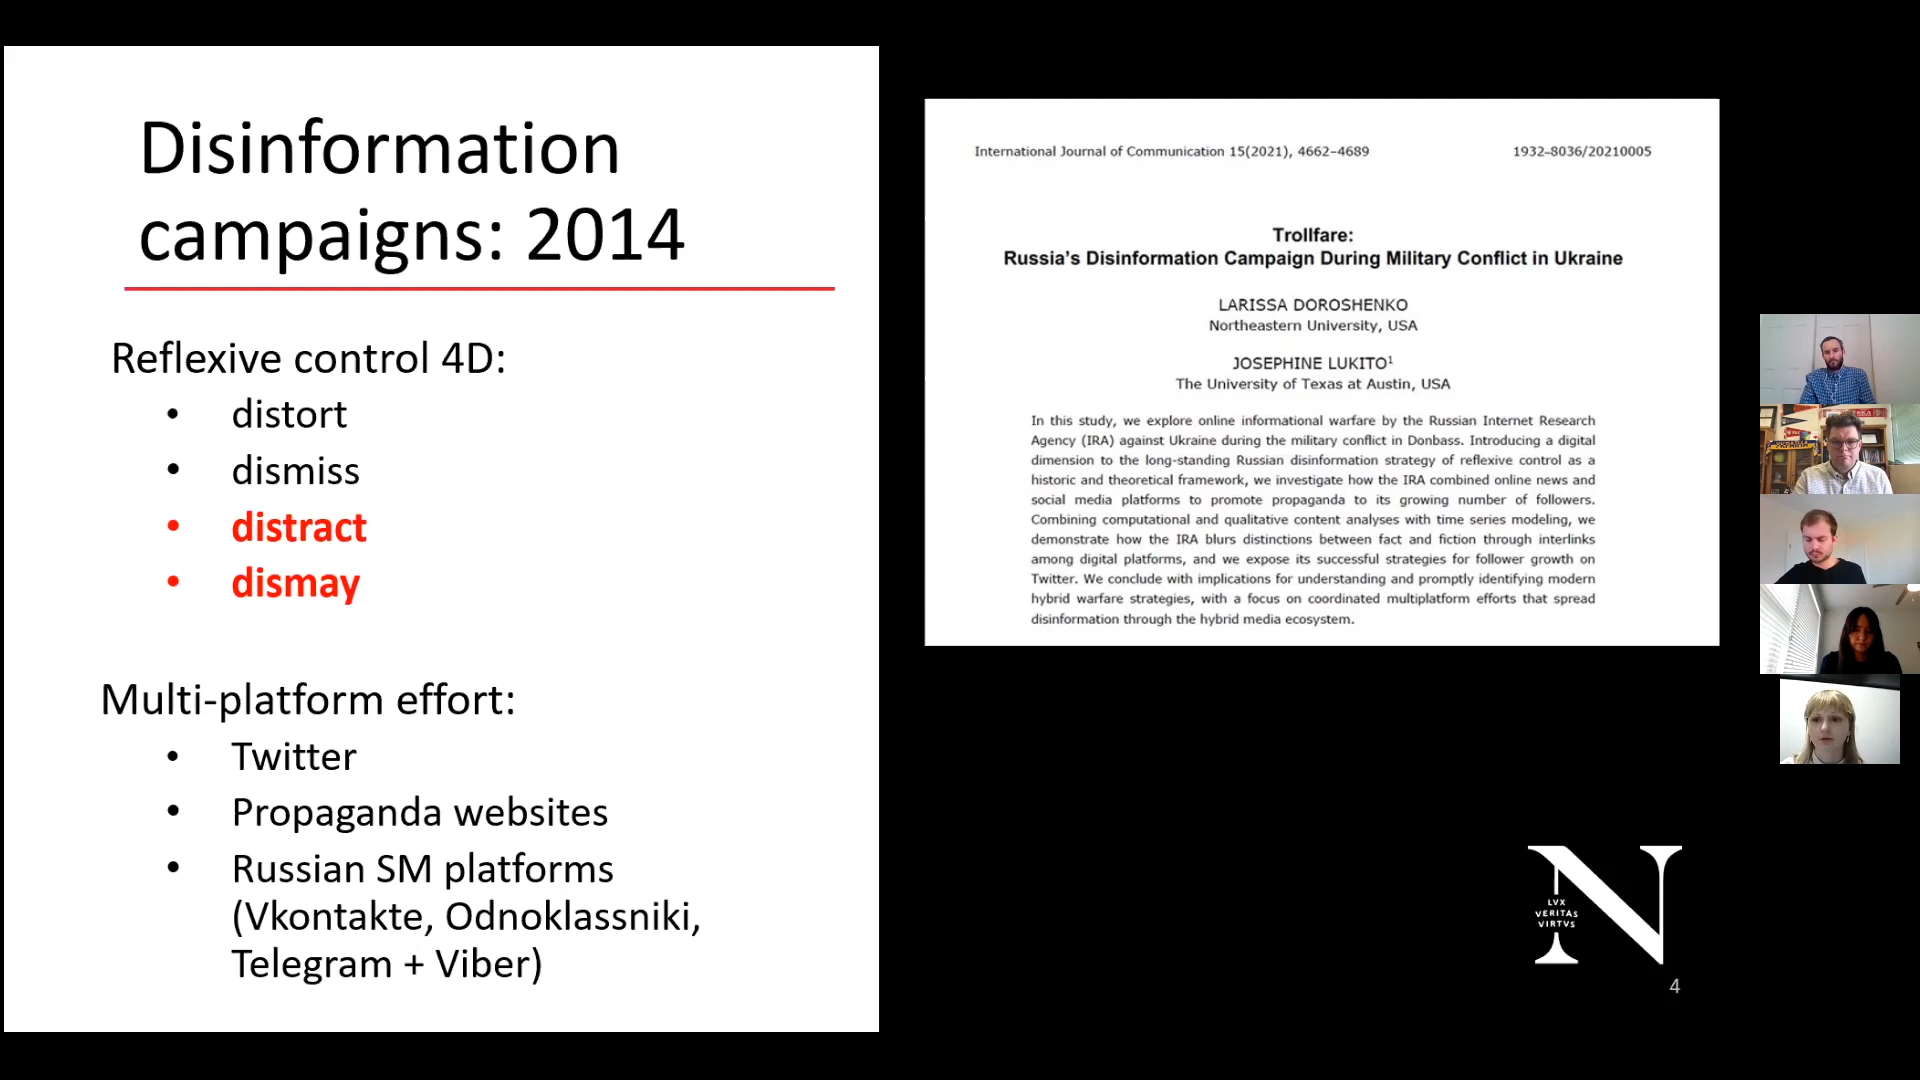 Disinformation
campaigns: 2014
Reflexive control 4D:
• distort
• dismiss
• distract
• dismay
Multi-platform effort:
• Twitter
• Propaganda websites
• Russian SM platforms
(Vkontakte, Odnoklassniki,
Telegram + Viber)
International Journal of Communication 15(2021), 4662–4689 1932–8036/20210005
Trollfare:
Russia's Disinformation Campaign During Military Conflict in Ukraine
LARISSA DOROSHENKO
Northeastern University, USA
JOSEPHINE LUKITO¹
The University of Texas at Austin, USA
In this study, we explore online informational warfare by the Russian Internet Research
Agency (IRA) against Ukraine during the military conflict in Donbass. Introducing a digital
dimension to the long-standing Russian disinformation strategy of reflexive control as a
historic and theoretical framework, we investigate how the IRA combined online news and
social media platforms to promote propaganda to its growing number of followers.
Combining computational and qualitative content analyses with time series modeling, we
demonstrate how the IRA blurs distinctions between fact and fiction through interlinks
among digital platforms, and we expose its successful strategies for follower growth on
Twitter. We conclude with implications for understanding and promptly identifying modern
hybrid warfare strategies, with a focus on coordinated multiplatform efforts that spread
disinformation through the hybrid media ecosystem.
N
LVX
VERITAS
VIRTVS
4